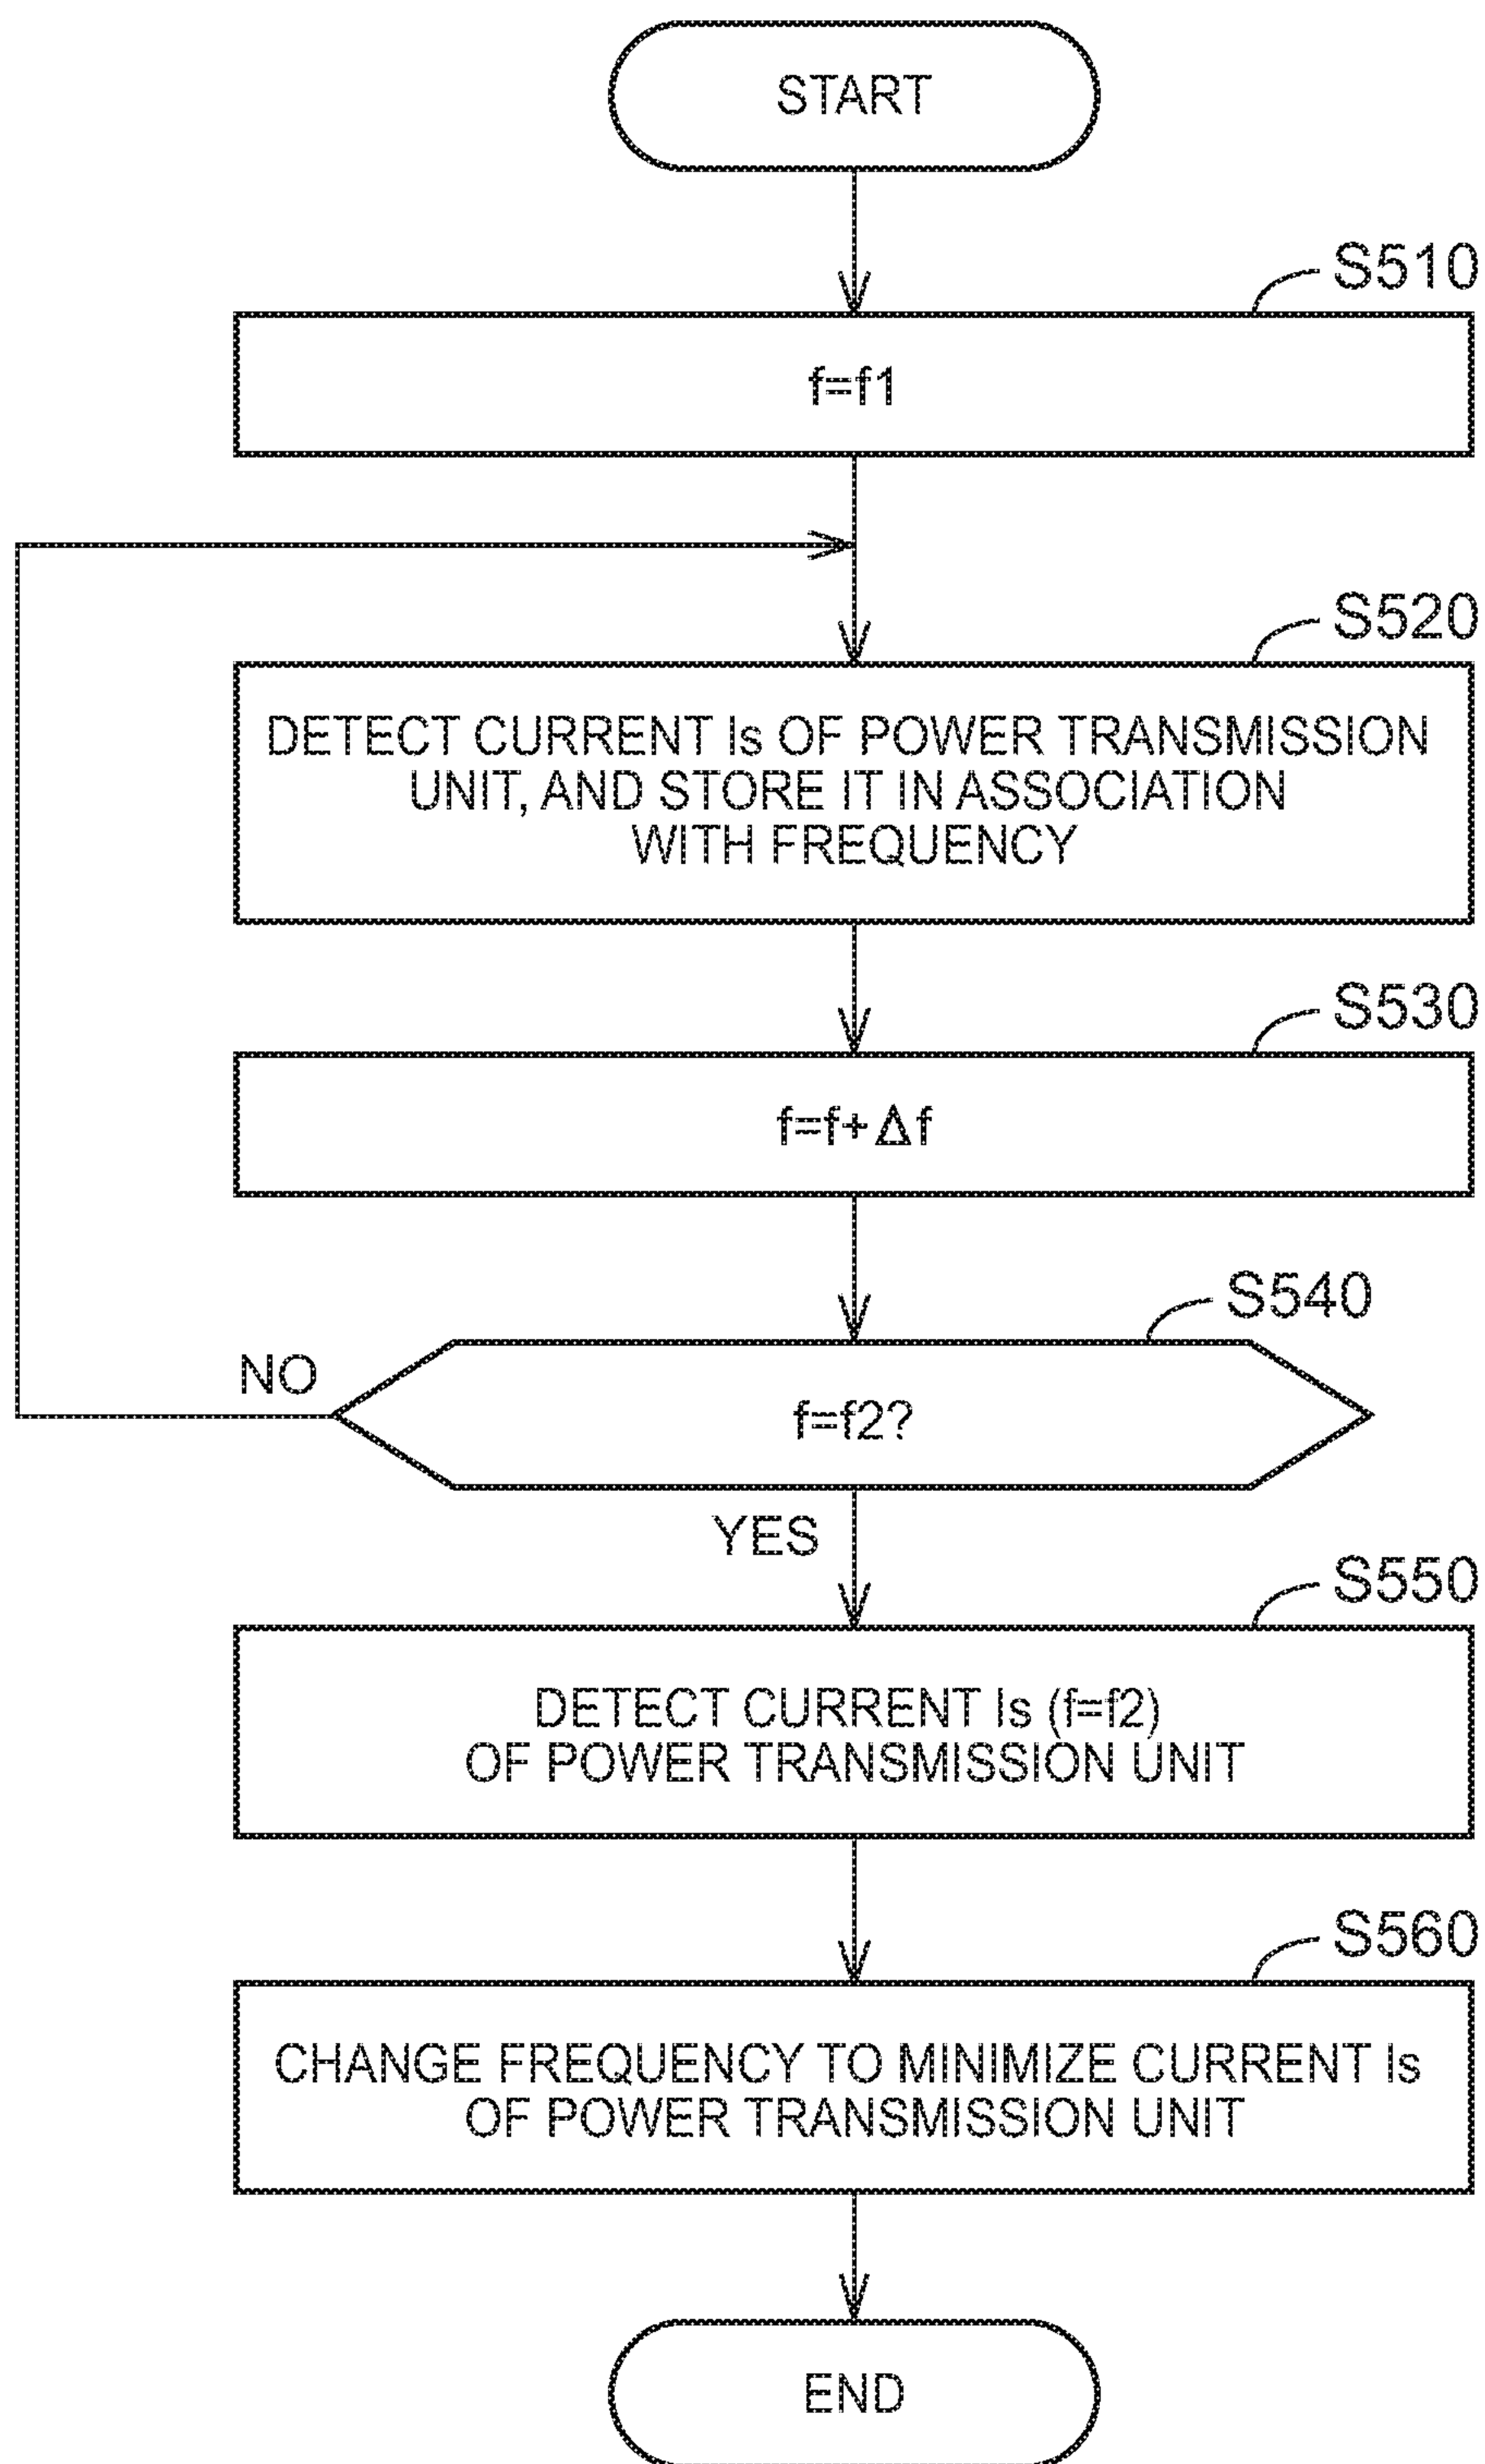 START
S510
f=f1
S520
DETECT CURRENT Is OF POWER TRANSMISSION
UNIT, AND STORE IT IN ASSOCIATION
WITH FREQUENCY
S530
f=f+Δf
S540
NO
f=f2?
YES
S550
DETECT CURRENT Is (f=f2)
OF POWER TRANSMISSION UNIT
S560
CHANGE FREQUENCY TO MINIMIZE CURRENT Is
OF POWER TRANSMISSION UNIT
END